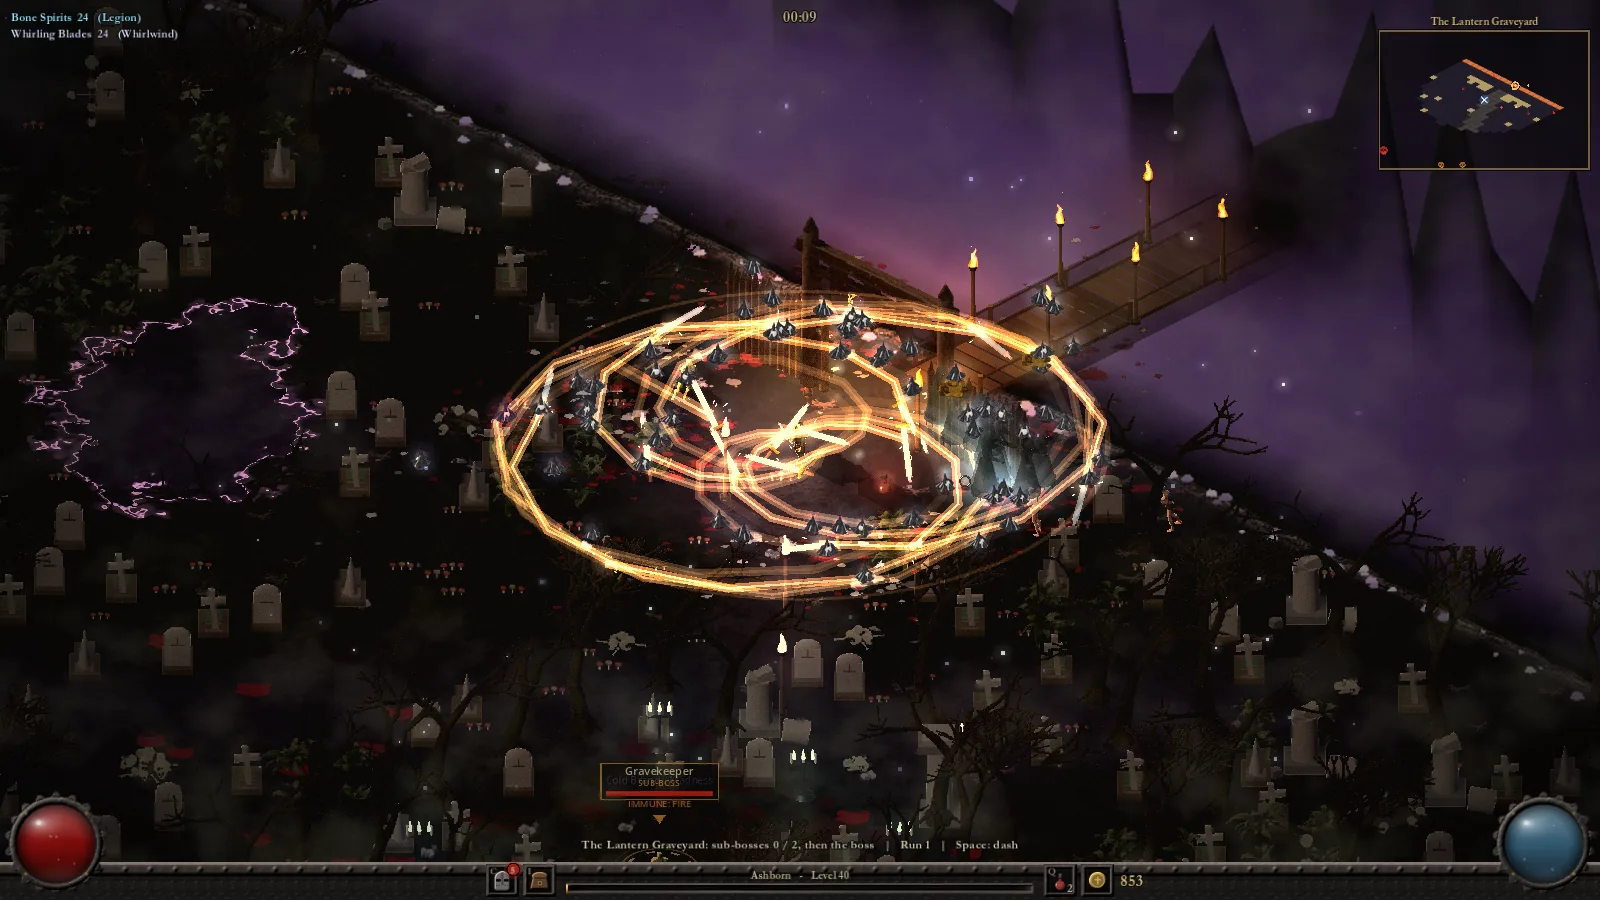 Bone Spirits 24 (Legion)
Whirling Blades 24 (Whirlwind)
00:09
The Lantern Graveyard
Gravekeeper
SUB-BOSS
IMMUNE: FIRE
The Lantern Graveyard: sub-bosses 0 / 2, then the boss | Run 1 | Space: dash
Ashborn - Level 40
5
Q
2
853